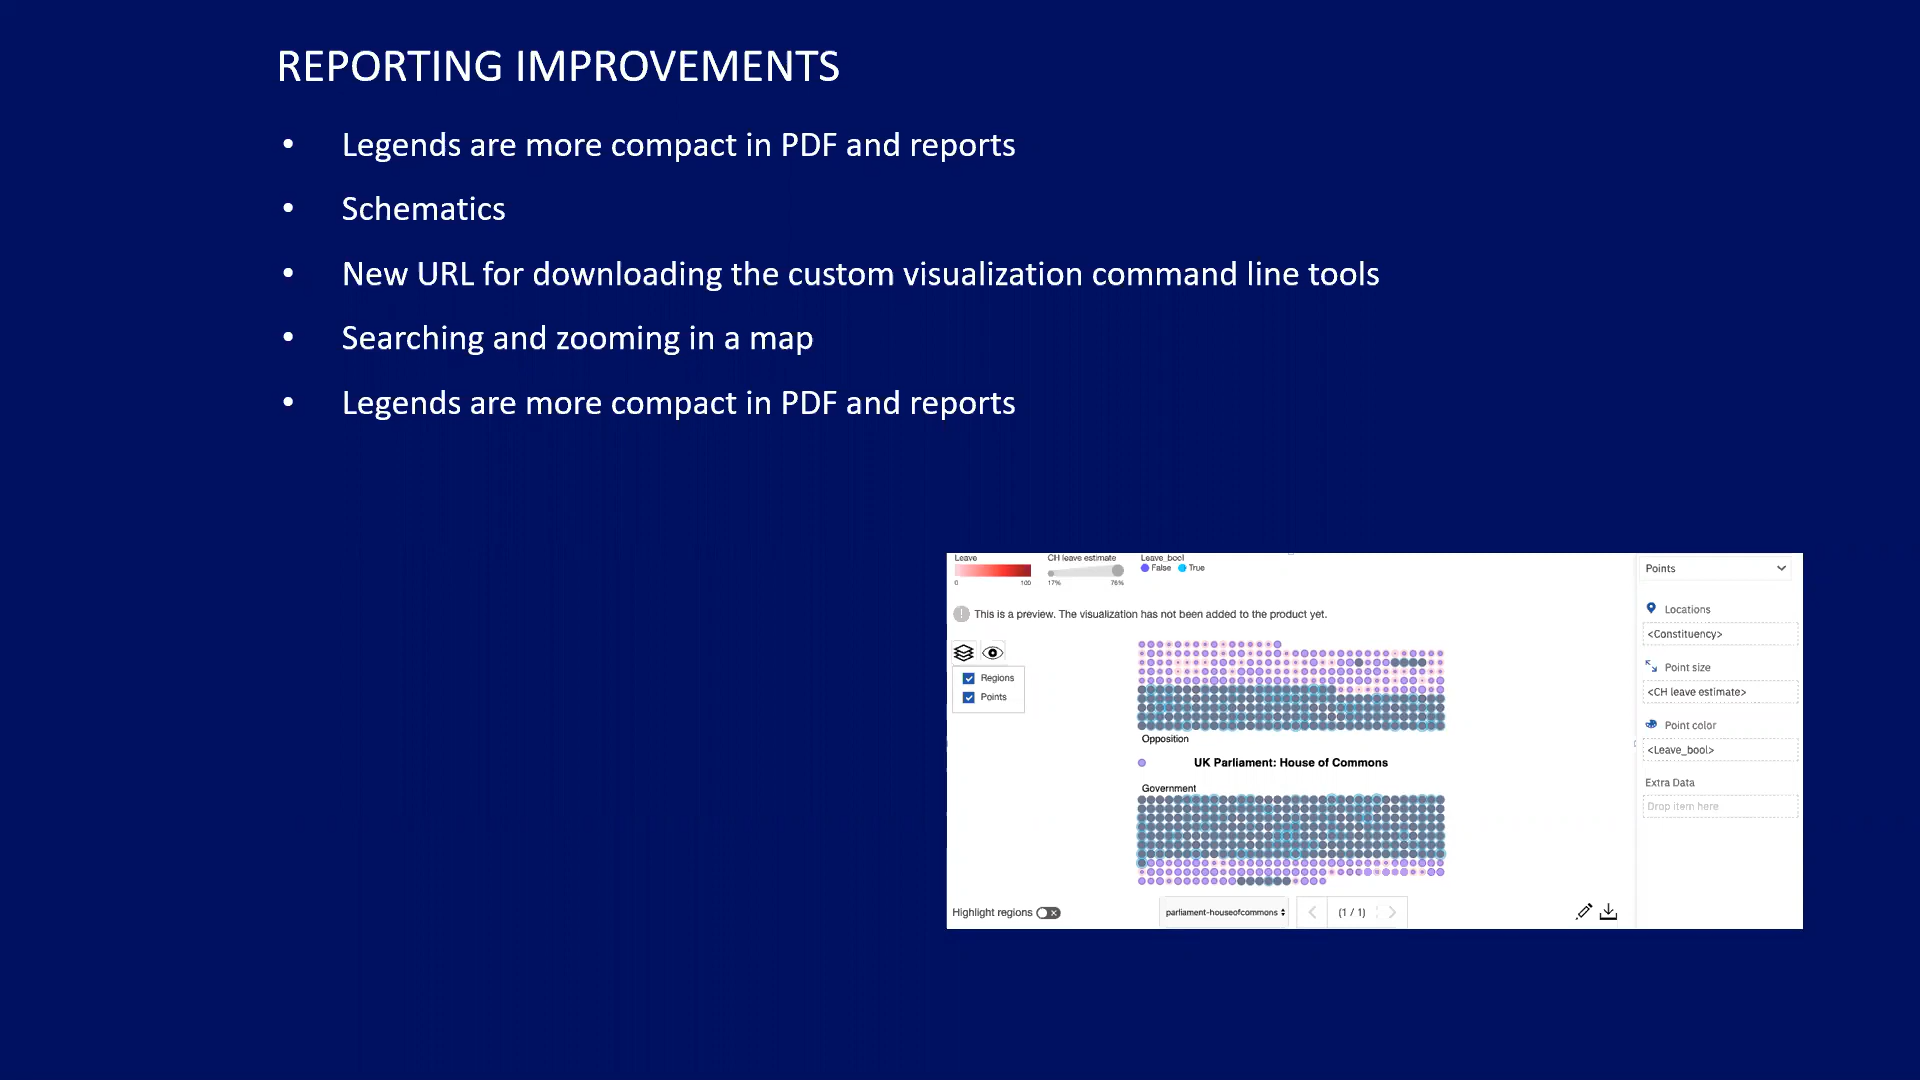 REPORTING IMPROVEMENTS
• Legends are more compact in PDF and reports
• Schematics
• New URL for downloading the custom visualization command line tools
• Searching and zooming in a map
• Legends are more compact in PDF and reports
Leave
0 100
CH leave estimate
17% 76%
Leave_bool
False True
This is a preview. The visualization has not been added to the product yet.
Regions
Points
Opposition
UK Parliament: House of Commons
Government
Highlight regions
parliament-houseofcommons
(1 / 1)
Points
Locations
<Constituency>
Point size
<CH leave estimate>
Point color
<Leave_bool>
Extra Data
Drop item here